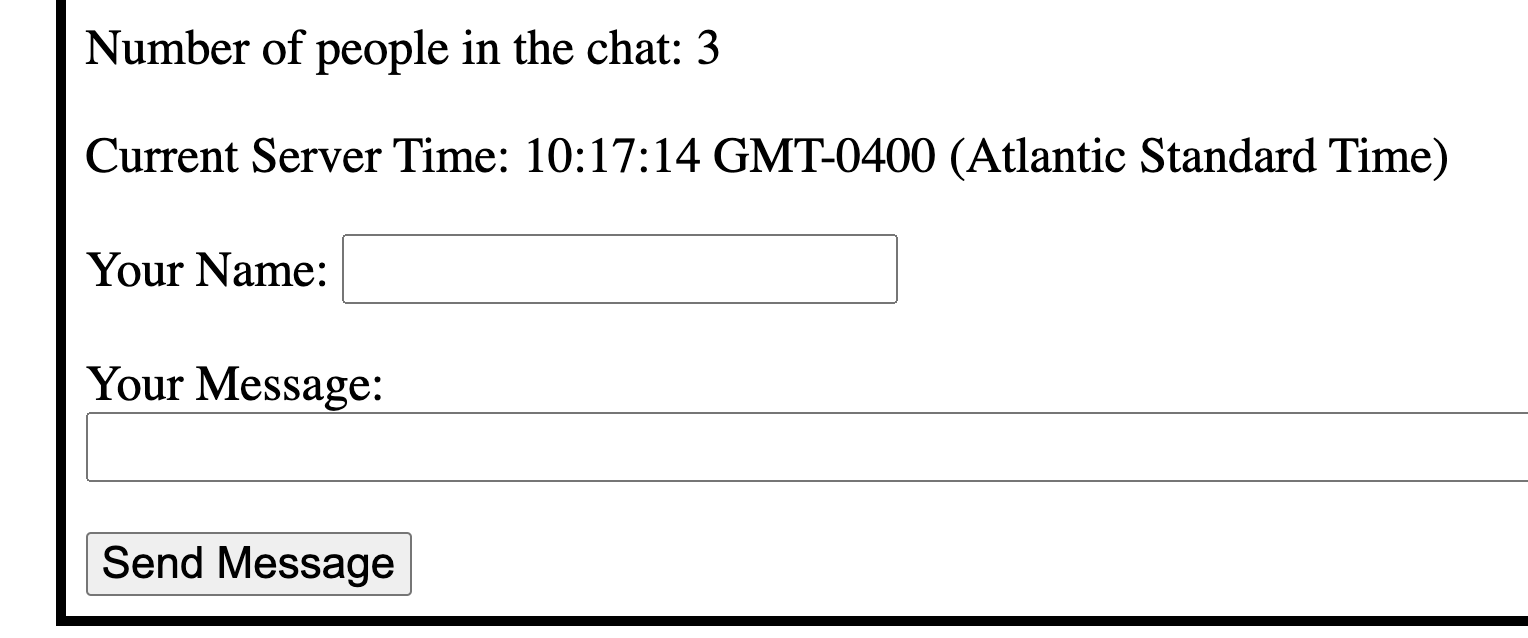 Number of people in the chat: 3
Current Server Time: 10:17:14 GMT-0400 (Atlantic Standard Time)
Your Name:
Your Message:
Send Message